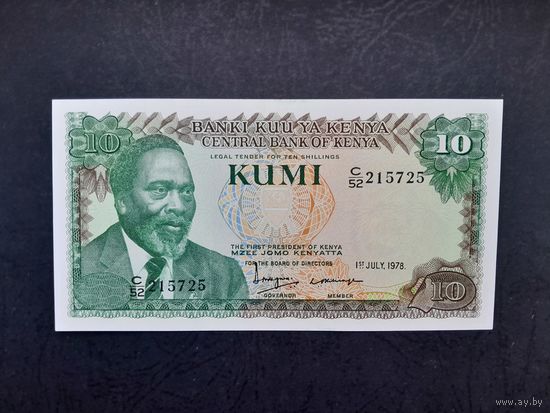 BANKI KUU YA KENYA
CENTRAL BANK OF KENYA
LEGAL TENDER FOR TEN SHILLINGS
10
10
KUMI
C/52 215725
THE FIRST PRESIDENT OF KENYA
MZEE JOMO KENYATTA
FOR THE BOARD OF DIRECTORS
1ST JULY, 1978.
C/52 215725
GOVERNOR
MEMBER
10
www.ay.by